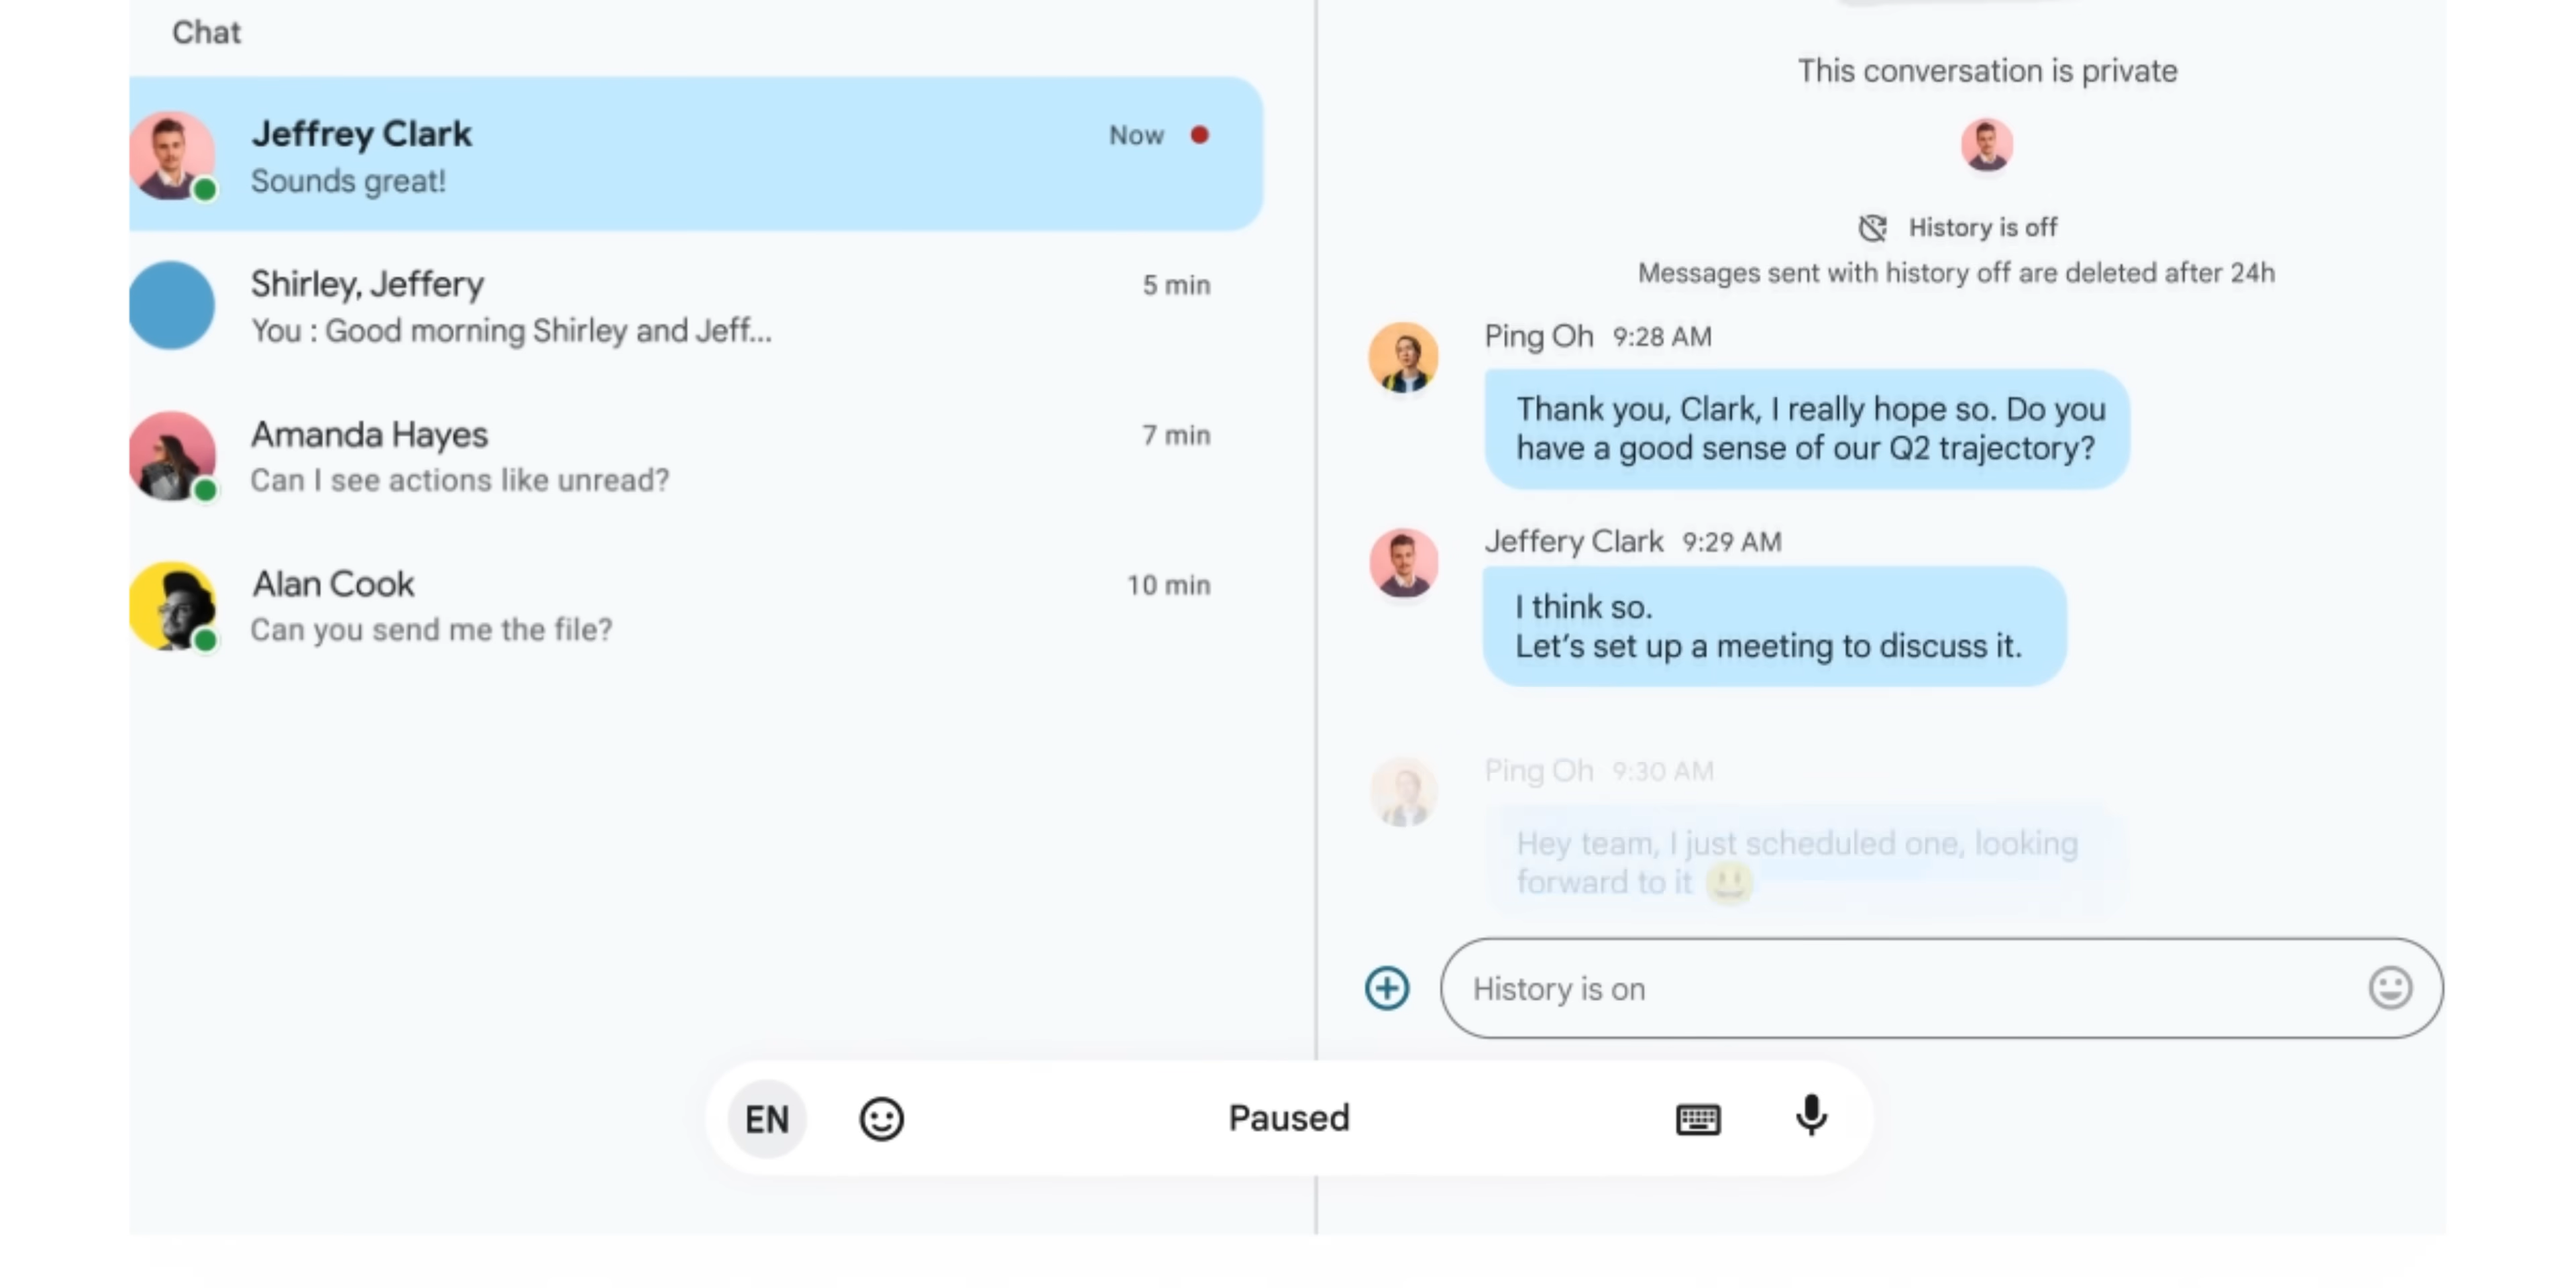 Chat
Jeffrey Clark
Now
Sounds great!
Shirley, Jeffery
5 min
You : Good morning Shirley and Jeff...
Amanda Hayes
7 min
Can I see actions like unread?
Alan Cook
10 min
Can you send me the file?
This conversation is private
History is off
Messages sent with history off are deleted after 24h
Ping Oh 9:28 AM
Thank you, Clark, I really hope so. Do you
have a good sense of our Q2 trajectory?
Jeffery Clark 9:29 AM
I think so.
Let's set up a meeting to discuss it.
Ping Oh 9:30 AM
Hey team, I just scheduled one, looking
forward to it 😃
History is on
EN
Paused